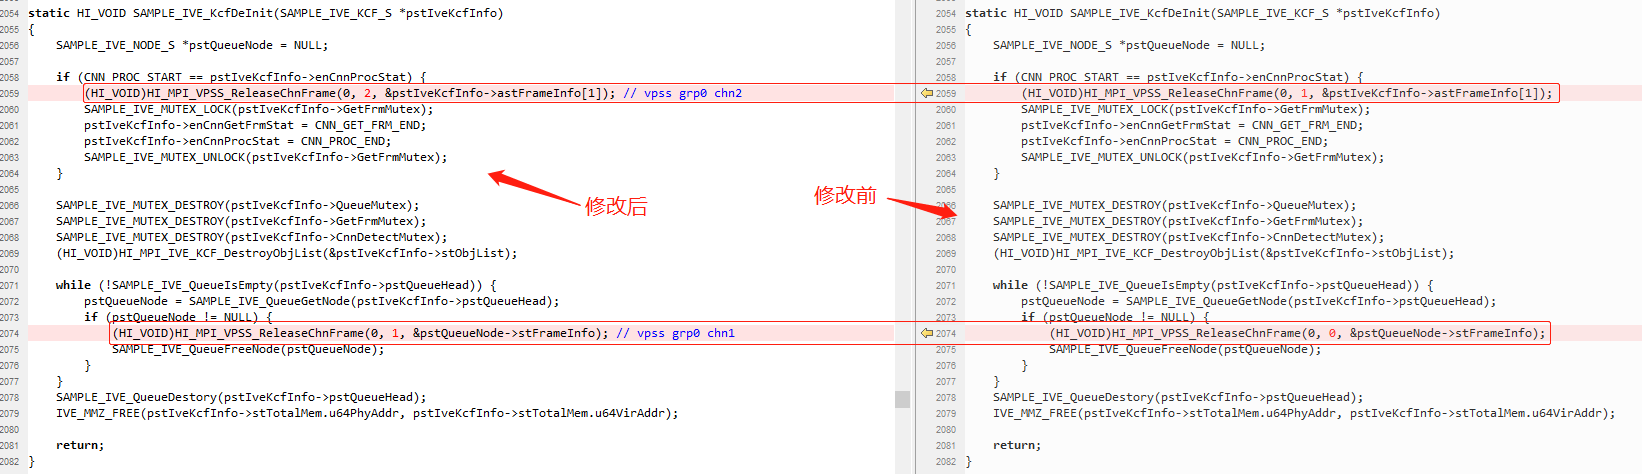 2054 static HI_VOID SAMPLE_IVE_KcfDeInit(SAMPLE_IVE_KCF_S *pstIveKcfInfo)
2055 {
2056 SAMPLE_IVE_NODE_S *pstQueueNode = NULL;
2057
2058 if (CNN PROC START == pstIveKcfInfo->enCnnProcStat) {
2059 (HI_VOID)HI_MPI_VPSS_ReleaseChnFrame(0, 2, &pstIveKcfInfo->astFrameInfo[1]); // vpss grp0 chn2
2060 SAMPLE_IVE_MUTEX_LOCK(pstIveKcfInfo->GetFrmMutex);
2061 pstIveKcfInfo->enCnnGetFrmStat = CNN_GET_FRM_END;
2062 pstIveKcfInfo->enCnnProcStat = CNN_PROC_END;
2063 SAMPLE_IVE_MUTEX_UNLOCK(pstIveKcfInfo->GetFrmMutex);
2064 }
2065
修改后
2066 SAMPLE_IVE_MUTEX_DESTROY(pstIveKcfInfo->QueueMutex);
2067 SAMPLE_IVE_MUTEX_DESTROY(pstIveKcfInfo->GetFrmMutex);
2068 SAMPLE_IVE_MUTEX_DESTROY(pstIveKcfInfo->CnnDetectMutex);
2069 (HI_VOID)HI_MPI_IVE_KCF_DestroyObjList(&pstIveKcfInfo->stObjList);
2070
2071 while (!SAMPLE_IVE_QueueIsEmpty(pstIveKcfInfo->pstQueueHead)) {
2072 pstQueueNode = SAMPLE_IVE_QueueGetNode(pstIveKcfInfo->pstQueueHead);
2073 if (pstQueueNode != NULL) {
2074 (HI_VOID)HI_MPI_VPSS_ReleaseChnFrame(0, 1, &pstQueueNode->stFrameInfo); // vpss grp0 chn1
2075 SAMPLE_IVE_QueueFreeNode(pstQueueNode);
2076 }
2077 }
2078 SAMPLE_IVE_QueueDestory(pstIveKcfInfo->pstQueueHead);
2079 IVE_MMZ_FREE(pstIveKcfInfo->stTotalMem.u64PhyAddr, pstIveKcfInfo->stTotalMem.u64VirAddr);
2080
2081 return;
2082 }
2054 static HI_VOID SAMPLE_IVE_KcfDeInit(SAMPLE_IVE_KCF_S *pstIveKcfInfo)
2055 {
2056 SAMPLE_IVE_NODE_S *pstQueueNode = NULL;
2057
2058 if (CNN PROC START == pstIveKcfInfo->enCnnProcStat) {
2059 (HI_VOID)HI_MPI_VPSS_ReleaseChnFrame(0, 1, &pstIveKcfInfo->astFrameInfo[1]);
2060 SAMPLE_IVE_MUTEX_LOCK(pstIveKcfInfo->GetFrmMutex);
2061 pstIveKcfInfo->enCnnGetFrmStat = CNN_GET_FRM_END;
2062 pstIveKcfInfo->enCnnProcStat = CNN_PROC_END;
2063 SAMPLE_IVE_MUTEX_UNLOCK(pstIveKcfInfo->GetFrmMutex);
2064 }
2065
修改前
SAMPLE_IVE_MUTEX_DESTROY(pstIveKcfInfo->QueueMutex);
2067 SAMPLE_IVE_MUTEX_DESTROY(pstIveKcfInfo->GetFrmMutex);
2068 SAMPLE_IVE_MUTEX_DESTROY(pstIveKcfInfo->CnnDetectMutex);
2069 (HI_VOID)HI_MPI_IVE_KCF_DestroyObjList(&pstIveKcfInfo->stObjList);
2070
2071 while (!SAMPLE_IVE_QueueIsEmpty(pstIveKcfInfo->pstQueueHead)) {
2072 pstQueueNode = SAMPLE_IVE_QueueGetNode(pstIveKcfInfo->pstQueueHead);
2073 if (pstQueueNode != NULL) {
2074 (HI_VOID)HI_MPI_VPSS_ReleaseChnFrame(0, 0, &pstQueueNode->stFrameInfo);
2075 SAMPLE_IVE_QueueFreeNode(pstQueueNode);
2076 }
2077 }
2078 SAMPLE_IVE_QueueDestory(pstIveKcfInfo->pstQueueHead);
2079 IVE_MMZ_FREE(pstIveKcfInfo->stTotalMem.u64PhyAddr, pstIveKcfInfo->stTotalMem.u64VirAddr);
2080
2081 return;
2082 }